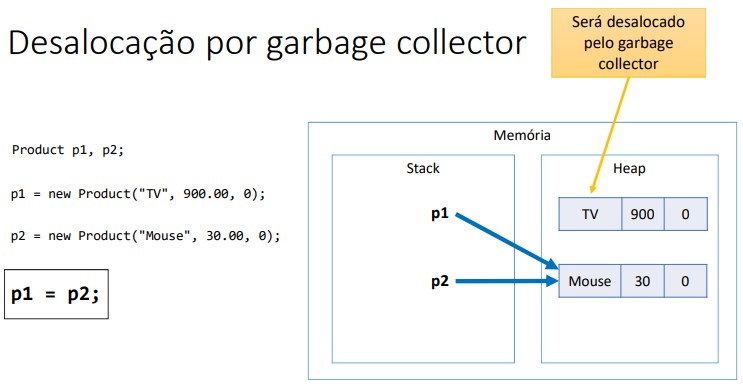 Desalocação por garbage collector
Será desalocado
pelo garbage
collector
Product p1, p2;
p1 = new Product("TV", 900.00, 0);
p2 = new Product("Mouse", 30.00, 0);
p1 = p2;
Memória
Stack
Heap
p1
TV 900 0
p2
Mouse 30 0